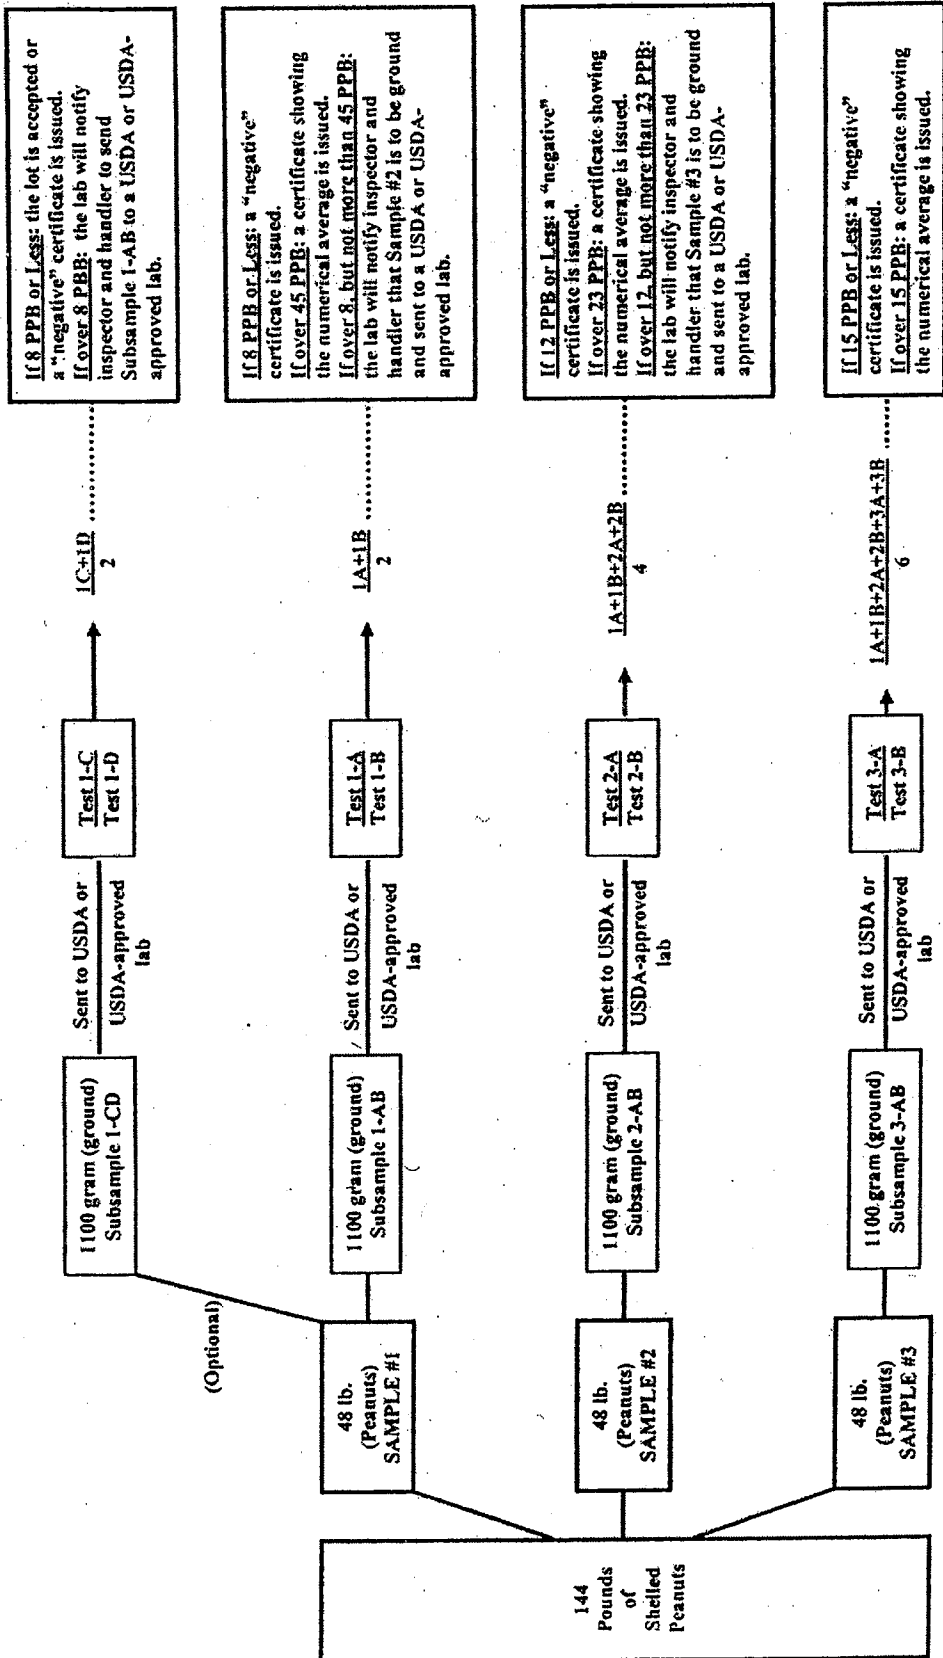 144
Pounds
of
Shelled
Peanuts
(Optional)
48 lb.
(Peanuts)
SAMPLE #1
48 lb.
(Peanuts)
SAMPLE #2
48 lb.
(Peanuts)
SAMPLE #3
1100 gram (ground)
Subsample 1-CD
Sent to USDA or
USDA-approved
lab
Test 1-C
Test 1-D
1C+1D
2
If 8 PPB or Less: the lot is accepted or
a “negative” certificate is issued.
If over 8 PBB: the lab will notify
inspector and handler to send
Subsample 1-AB to a USDA or USDA-
approved lab.
1100 gram (ground)
Subsample 1-AB
Sent to USDA or
USDA-approved
lab
Test 1-A
Test 1-B
1A+1B
2
If 8 PPB or Less: a “negative”
certificate is issued.
If over 45 PPB: a certificate showing
the numerical average is issued.
If over 8, but not more than 45 PPB:
the lab will notify inspector and
handler that Sample #2 is to be ground
and sent to a USDA or USDA-
approved lab.
1100 gram (ground)
Subsample 2-AB
Sent to USDA or
USDA-approved
lab
Test 2-A
Test 2-B
1A+1B+2A+2B
4
If 12 PPB or Less: a “negative”
certificate is issued.
If over 23 PPB: a certificate showing
the numerical average is issued.
If over 12, but not more than 23 PPB:
the lab will notify inspector and
handler that Sample #3 is to be ground
and sent to a USDA or USDA-
approved lab.
1100 gram (ground)
Subsample 3-AB
Sent to USDA or
USDA-approved
lab
Test 3-A
Test 3-B
1A+1B+2A+2B+3A+3B
6
If 15 PPB or Less: a “negative”
certificate is issued.
If over 15 PPB: a certificate showing
the numerical average is issued.